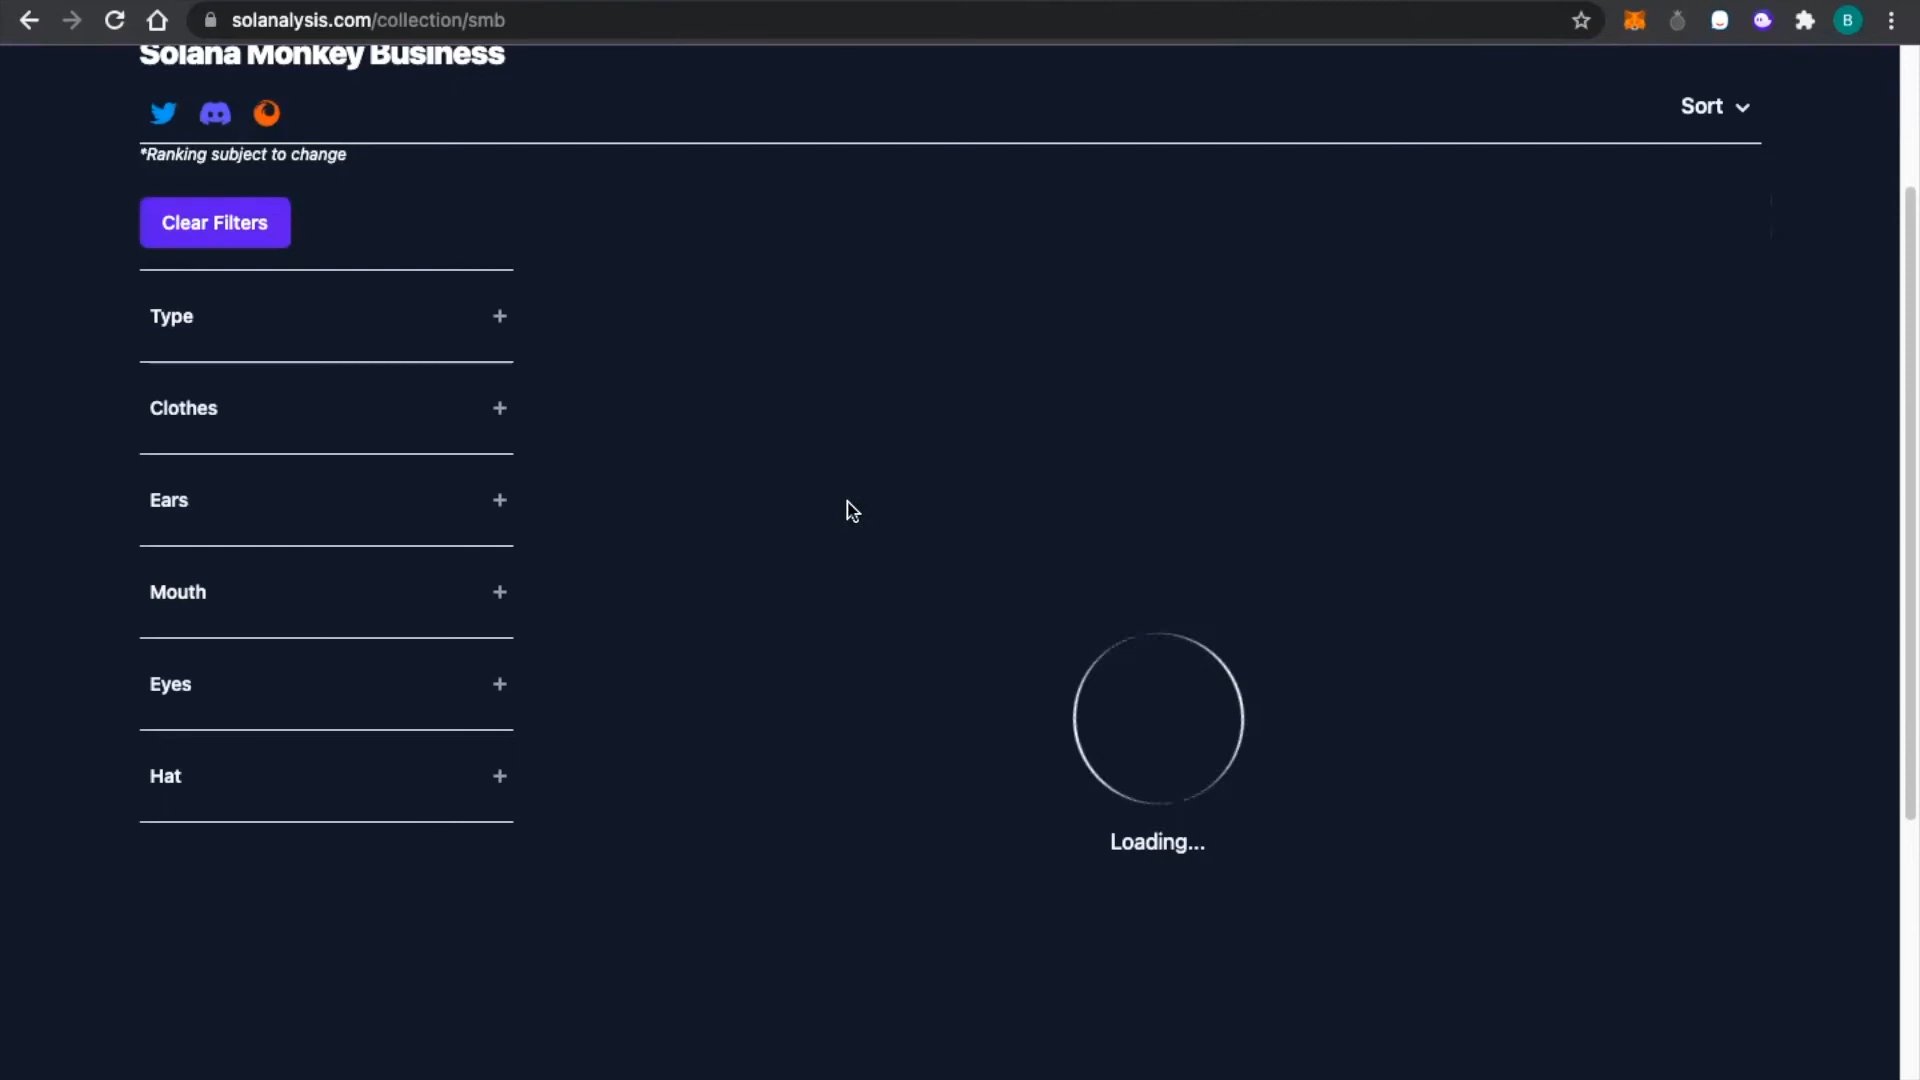 solanalysis.com/collection/smb
B
Solana Monkey Business
Sort
*Ranking subject to change
Clear Filters
Type
Clothes
Ears
Mouth
Eyes
Hat
Loading...